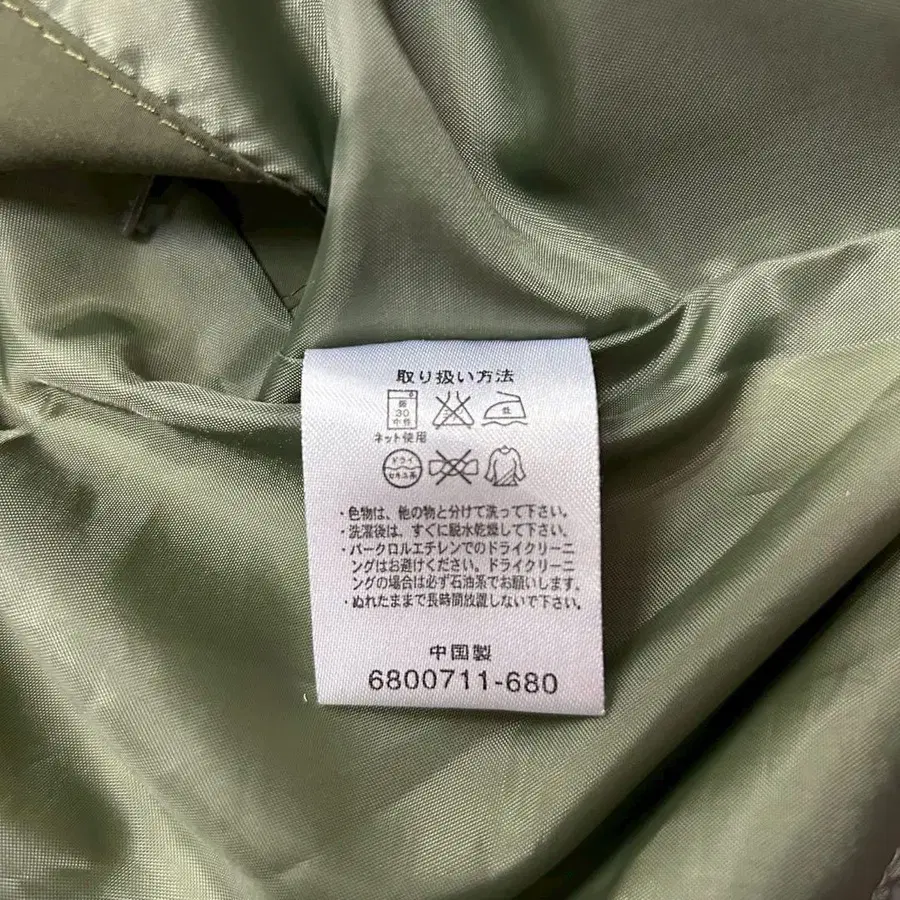 取り扱い方法
弱
30
中性
低
ネット使用
ドライ
セキユ系
・色物は、他の物と分けて洗って下さい。
・洗濯後は、すぐに脱水乾燥して下さい。
・パークロルエチレンでのドライクリーニ
ングはお避けください。ドライクリーニ
ングの場合は必ず石油系でお願いします。
・ぬれたままで長時間放置しないで下さい。
中国製
6800711-680